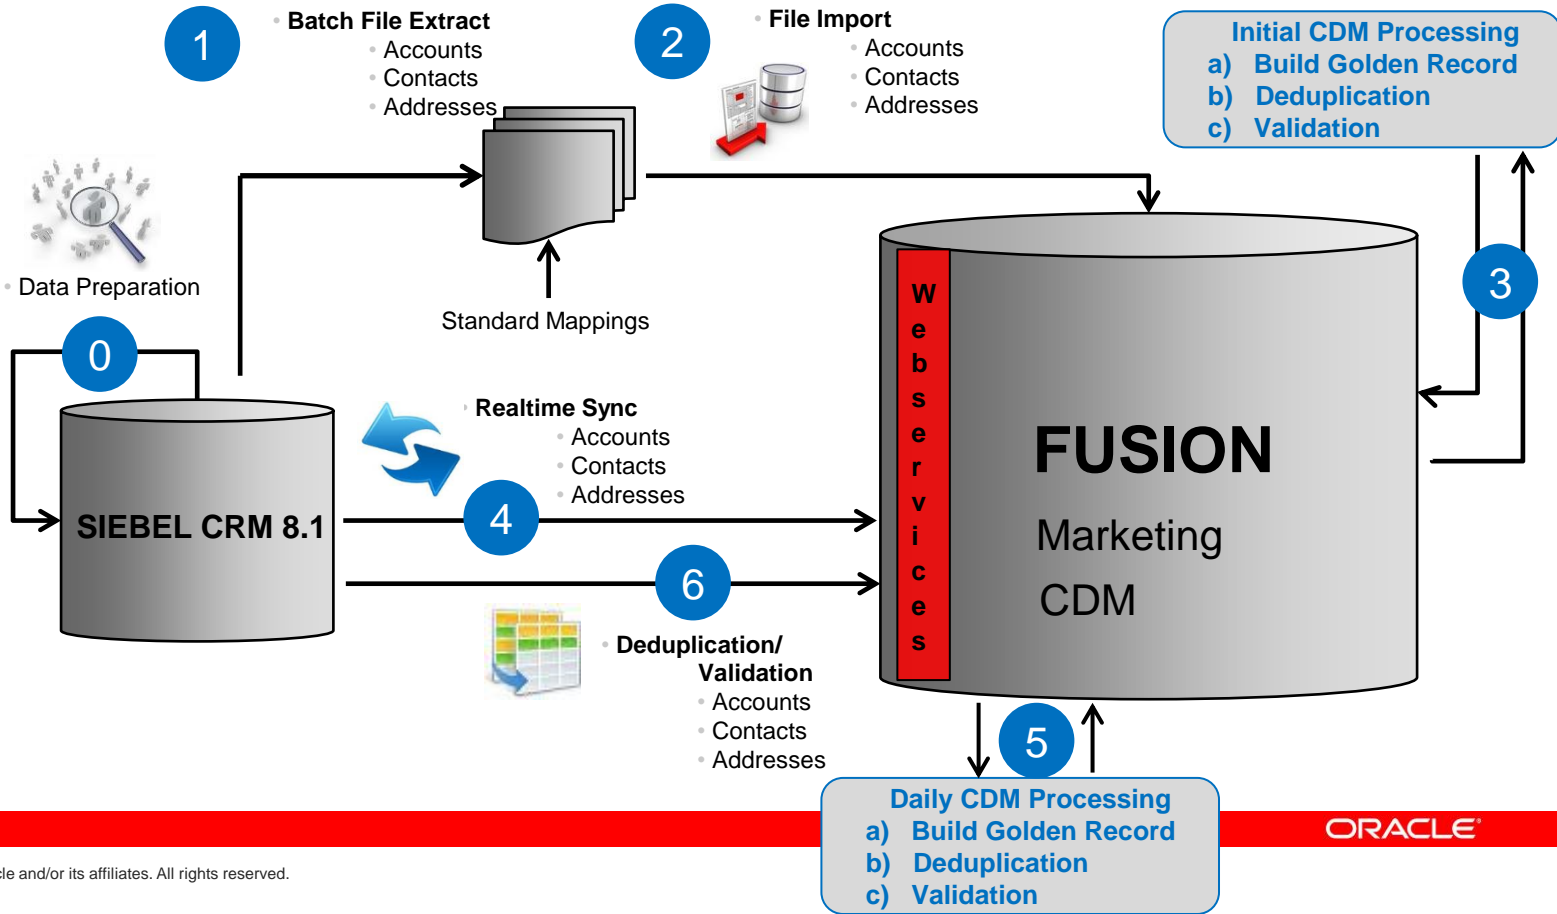 1
• Batch File Extract
• Accounts
• Contacts
• Addresses
2
• File Import
• Accounts
• Contacts
• Addresses
Initial CDM Processing
a) Build Golden Record
b) Deduplication
c) Validation
• Data Preparation
0
Standard Mappings
3
SIEBEL CRM 8.1
• Realtime Sync
• Accounts
• Contacts
• Addresses
4
6
• Deduplication/
Validation
• Accounts
• Contacts
• Addresses
Webservices
FUSION
Marketing
CDM
5
Daily CDM Processing
a) Build Golden Record
b) Deduplication
c) Validation
ORACLE
cle and/or its affiliates. All rights reserved.